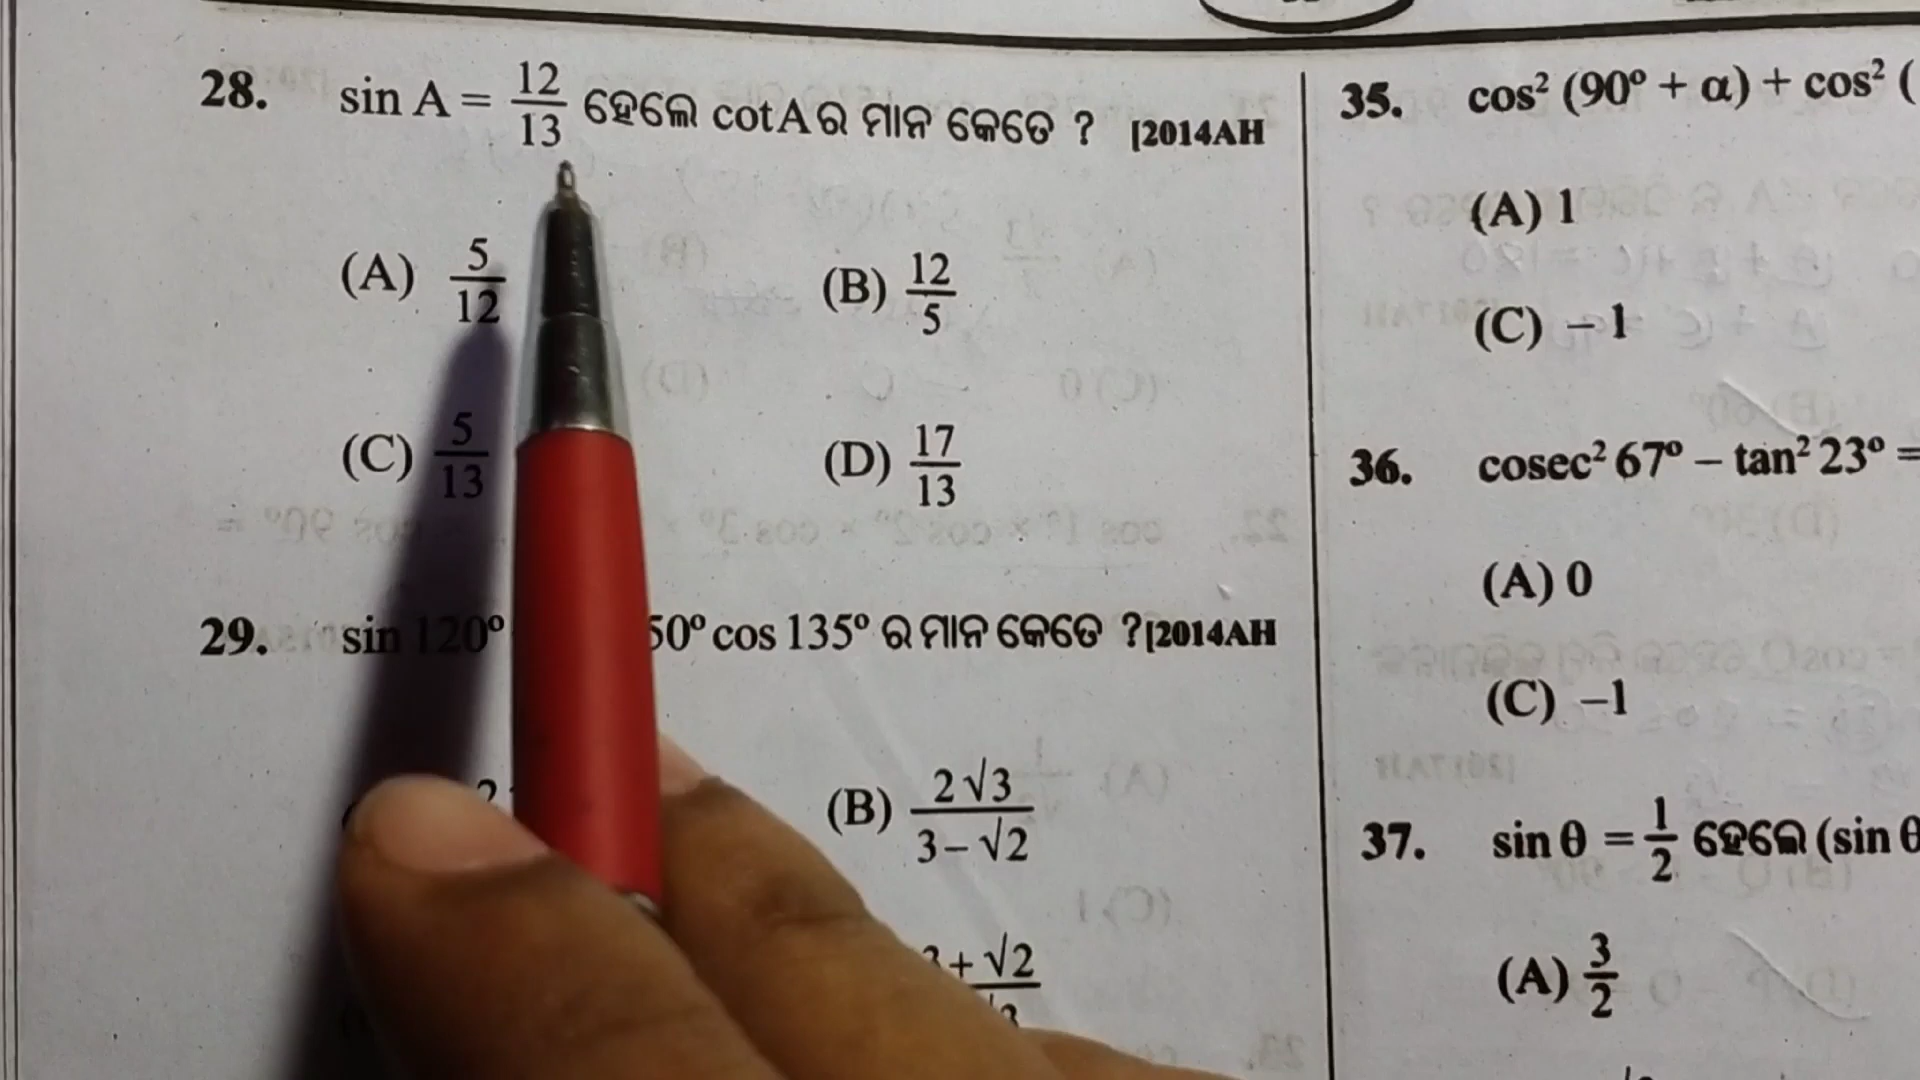 28. sin A = 12/13 ହେଲେ cotA ର ମାନ କେତେ ? [2014AH
(A) 5/12 (B) 12/5
(C) 5/13 (D) 17/13
29. sin 120° 50° cos 135° ର ମାନ କେତେ ?[2014AH
(B) 2√3/3–√2
+ √2
35. cos² (90° + α) + cos² (
(A) 1
(C) – 1
36. cosec² 67° – tan² 23° =
(A) 0
(C) –1
37. sin θ = 1/2 ହେଲେ (sin θ
(A) 3/2